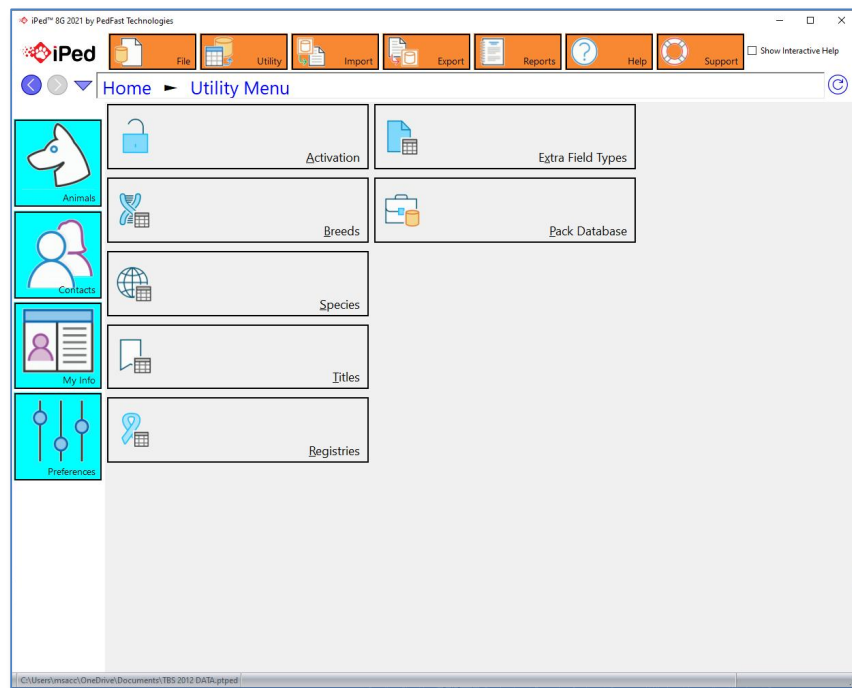 iPed™ 8G 2021 by PedFast Technologies
iPed
File
Utility
Import
Export
Reports
Help
Support
Show Interactive Help
Home ► Utility Menu
Animals
Contacts
My Info
Preferences
Activation
Extra Field Types
Breeds
Pack Database
Species
Titles
Registries
C:\Users\msacc\OneDrive\Documents\TBS 2012 DATA.ptped